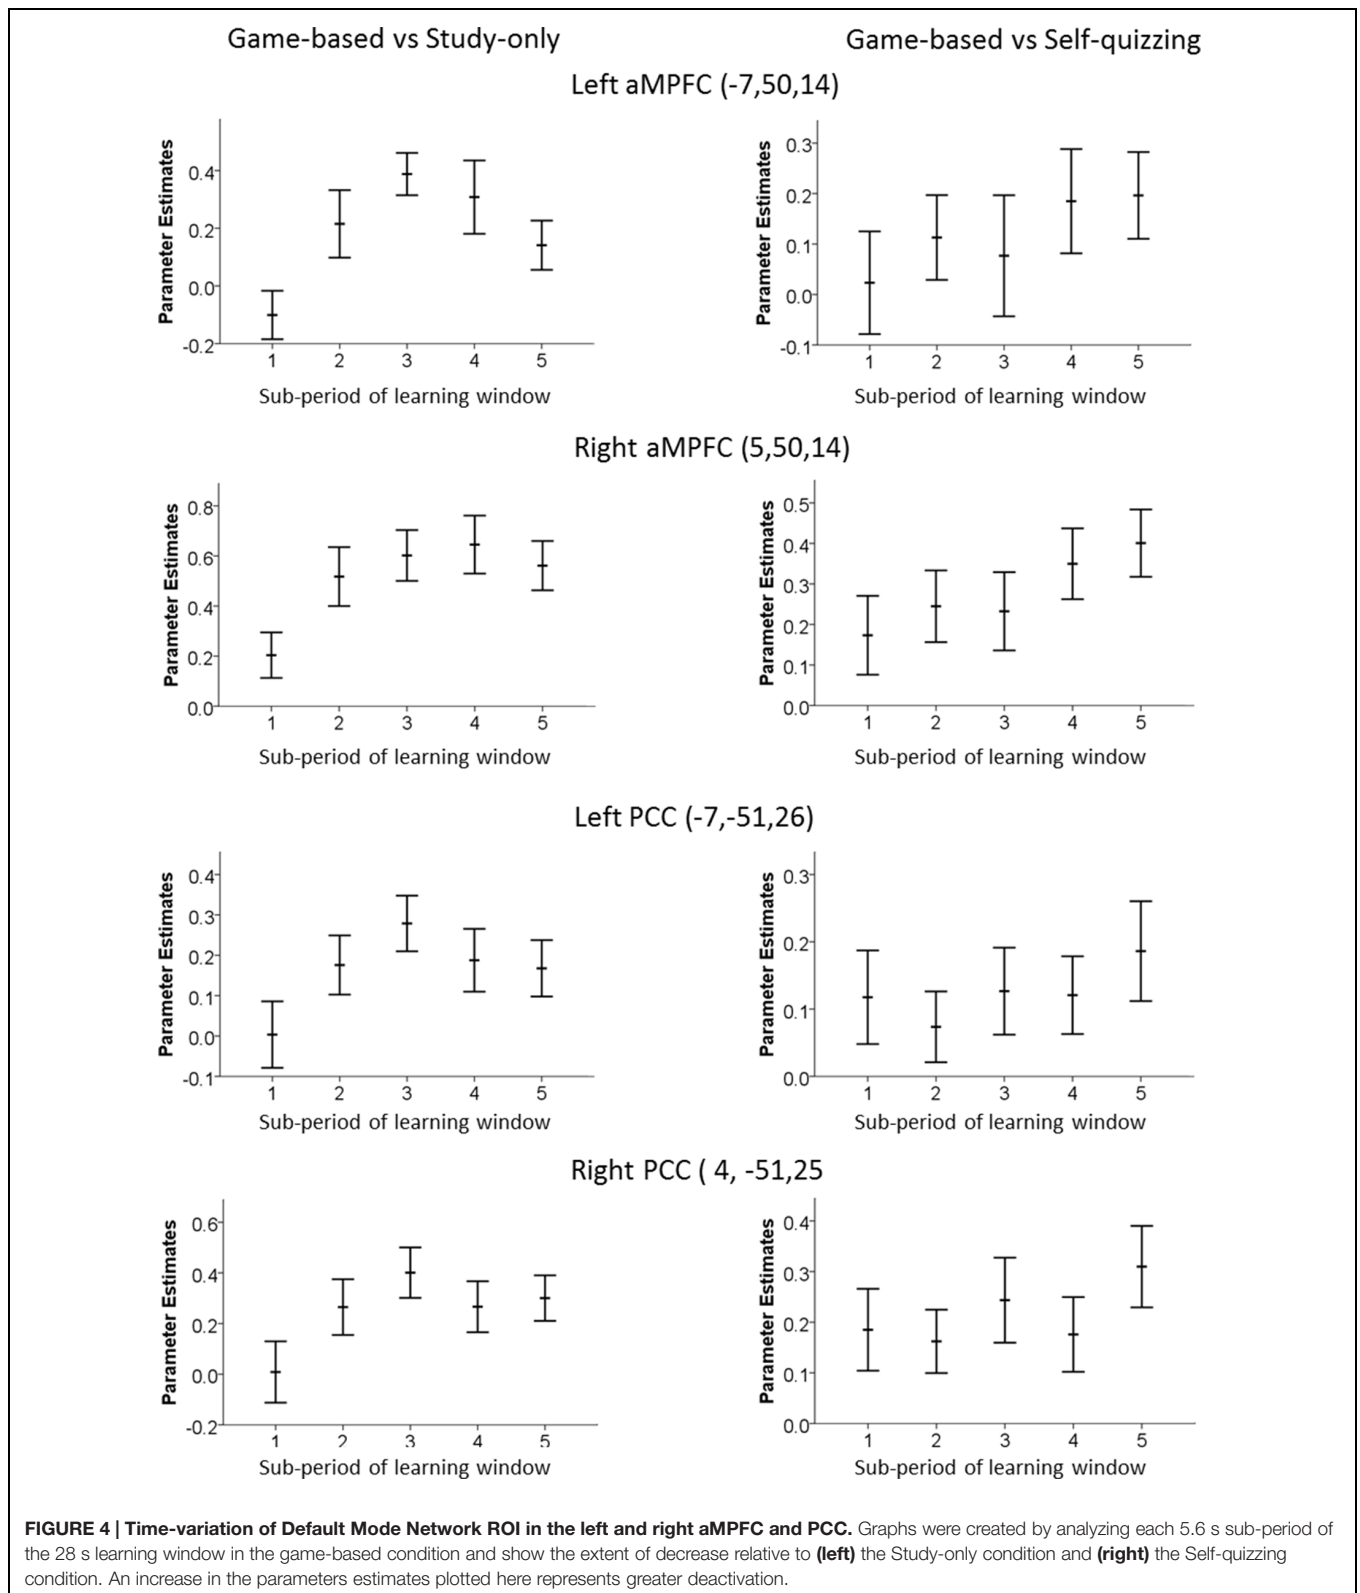 Game-based vs Study-only
Game-based vs Self-quizzing
Left aMPFC (-7,50,14)
Parameter Estimates
0.4
0.2
0.0
-0.2
1 2 3 4 5
Sub-period of learning window
Parameter Estimates
0.3
0.2
0.1
0.0
-0.1
1 2 3 4 5
Sub-period of learning window
Right aMPFC (5,50,14)
Parameter Estimates
0.8
0.6
0.4
0.2
0.0
1 2 3 4 5
Sub-period of learning window
Parameter Estimates
0.5
0.4
0.3
0.2
0.1
0.0
1 2 3 4 5
Sub-period of learning window
Left PCC (-7,-51,26)
Parameter Estimates
0.4
0.3
0.2
0.1
0.0
-0.1
1 2 3 4 5
Sub-period of learning window
Parameter Estimates
0.3
0.2
0.1
0.0
1 2 3 4 5
Sub-period of learning window
Right PCC ( 4, -51,25
Parameter Estimates
0.6
0.4
0.2
0.0
-0.2
1 2 3 4 5
Sub-period of learning window
Parameter Estimates
0.4
0.3
0.2
0.1
0.0
1 2 3 4 5
Sub-period of learning window
FIGURE 4 | Time-variation of Default Mode Network ROI in the left and right aMPFC and PCC. Graphs were created by analyzing each 5.6 s sub-period of
the 28 s learning window in the game-based condition and show the extent of decrease relative to (left) the Study-only condition and (right) the Self-quizzing
condition. An increase in the parameters estimates plotted here represents greater deactivation.